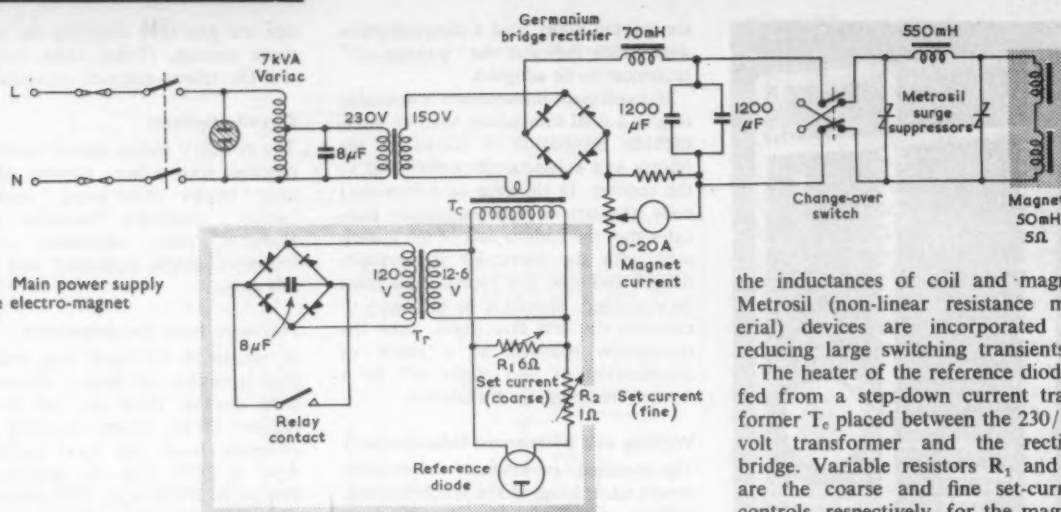 Germanium
bridge rectifier
70mH
550mH
7kVA
Variac
L
N
230V
150V
8μF
1200
μF
1200
μF
Metrosil
surge
suppressors
Change-over
switch
Magnet
50mH
5Ω
0-20A
Magnet
current
Tc
Main power supply
electro-magnet
120
V
12·6
V
Tr
8μF
Relay
contact
R1 6Ω
Set current
(coarse)
R2
1Ω
Set current
(fine)
Reference
diode
the inductances of coil and magn
Metrosil (non-linear resistance m
erial) devices are incorporated
reducing large switching transients
The heater of the reference diod
fed from a step-down current tra
former Tc placed between the 230/
volt transformer and the recti
bridge. Variable resistors R1 and
are the coarse and fine set-curr
controls, respectively, for the magn